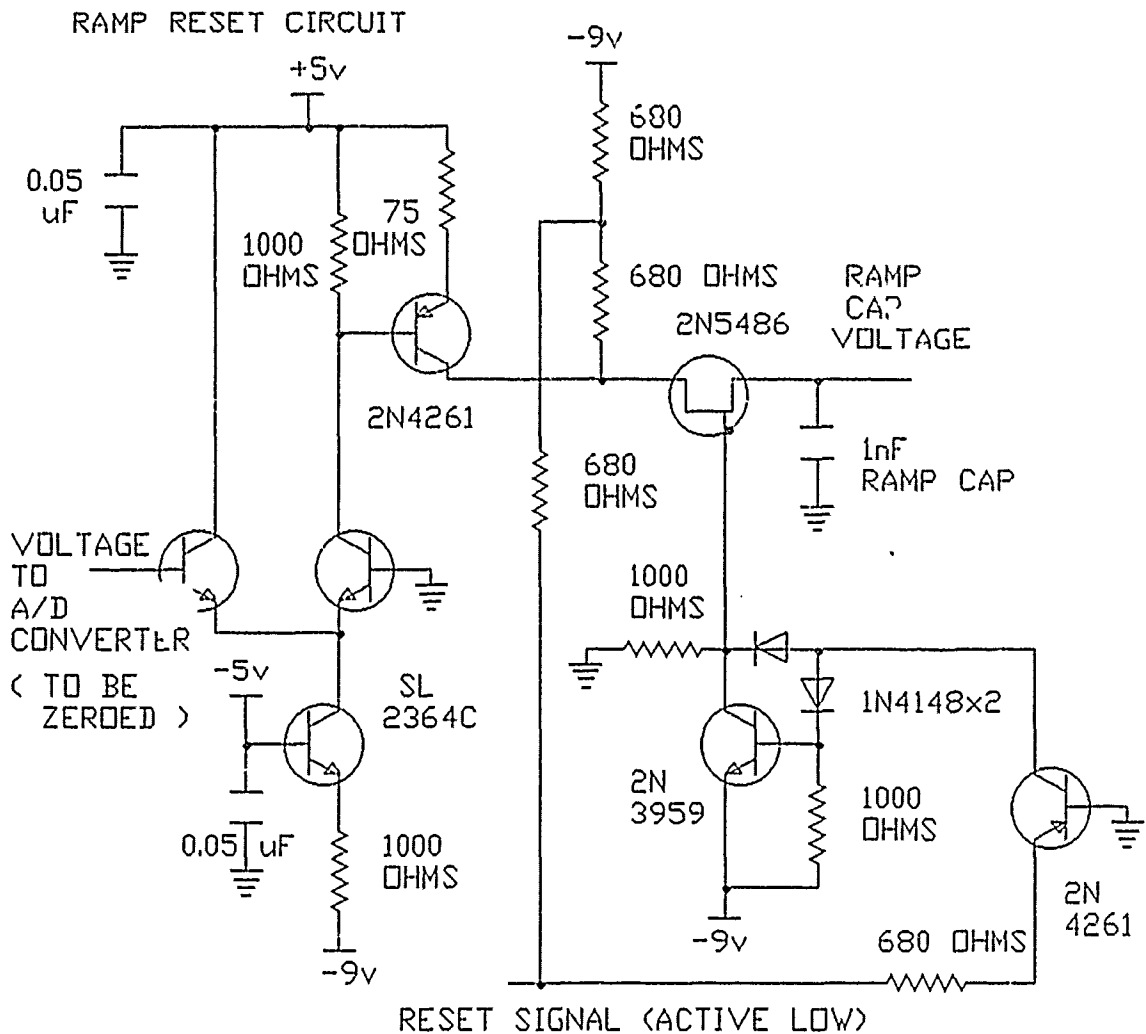 RAMP RESET CIRCUIT
+5v
-9v
0.05
uF
1000
OHMS
75
OHMS
680
OHMS
680 OHMS
2N5486
RAMP
CAP
VOLTAGE
2N4261
680
OHMS
1nF
RAMP CAP
VOLTAGE
TO
A/D
CONVERTER
( TO BE
ZEROED )
-5v
SL
2364C
0.05 uF
1000
OHMS
-9v
1000
OHMS
1N4148x2
2N
3959
1000
OHMS
-9v
2N
4261
680 OHMS
RESET SIGNAL (ACTIVE LOW)